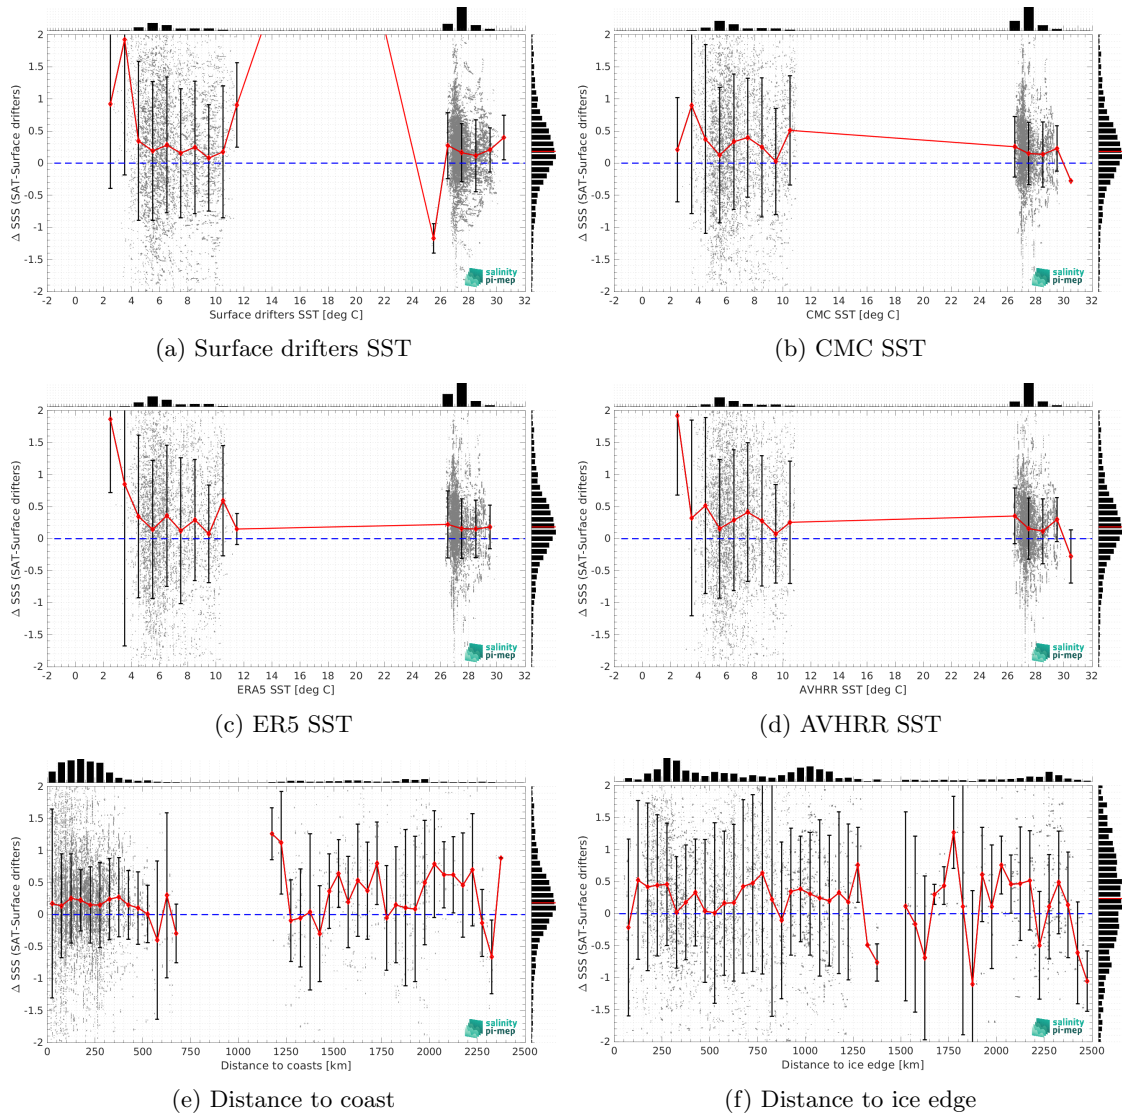 Δ SSS (SAT-Surface drifters)
2
1.5
1
0.5
0
-0.5
-1
-1.5
-2
-2 0 2 4 6 8 10 12 14 16 18 20 22 24 26 28 30 32
Surface drifters SST [deg C]
salinity
pi-mep
(a) Surface drifters SST
Δ SSS (SAT-Surface drifters)
2
1.5
1
0.5
0
-0.5
-1
-1.5
-2
-2 0 2 4 6 8 10 12 14 16 18 20 22 24 26 28 30 32
CMC SST [deg C]
salinity
pi-mep
(b) CMC SST
Δ SSS (SAT-Surface drifters)
2
1.5
1
0.5
0
-0.5
-1
-1.5
-2
-2 0 2 4 6 8 10 12 14 16 18 20 22 24 26 28 30 32
ERA5 SST [deg C]
salinity
pi-mep
(c) ER5 SST
Δ SSS (SAT-Surface drifters)
2
1.5
1
0.5
0
-0.5
-1
-1.5
-2
-2 0 2 4 6 8 10 12 14 16 18 20 22 24 26 28 30 32
AVHRR SST [deg C]
salinity
pi-mep
(d) AVHRR SST
Δ SSS (SAT-Surface drifters)
2
1.5
1
0.5
0
-0.5
-1
-1.5
-2
0 250 500 750 1000 1250 1500 1750 2000 2250 2500
Distance to coasts [km]
salinity
pi-mep
(e) Distance to coast
Δ SSS (SAT-Surface drifters)
2
1.5
1
0.5
0
-0.5
-1
-1.5
-2
0 250 500 750 1000 1250 1500 1750 2000 2250 2500
Distance to ice edge [km]
salinity
pi-mep
(f) Distance to ice edge